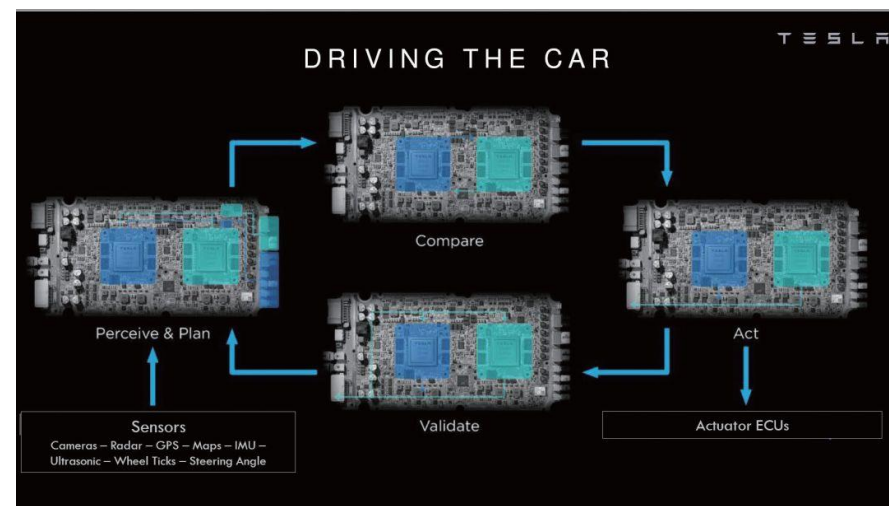 TESLA
DRIVING THE CAR
Compare
Perceive & Plan
Act
Validate
Sensors
Cameras – Radar – GPS – Maps – IMU –
Ultrasonic – Wheel Ticks – Steering Angle
Actuator ECUs